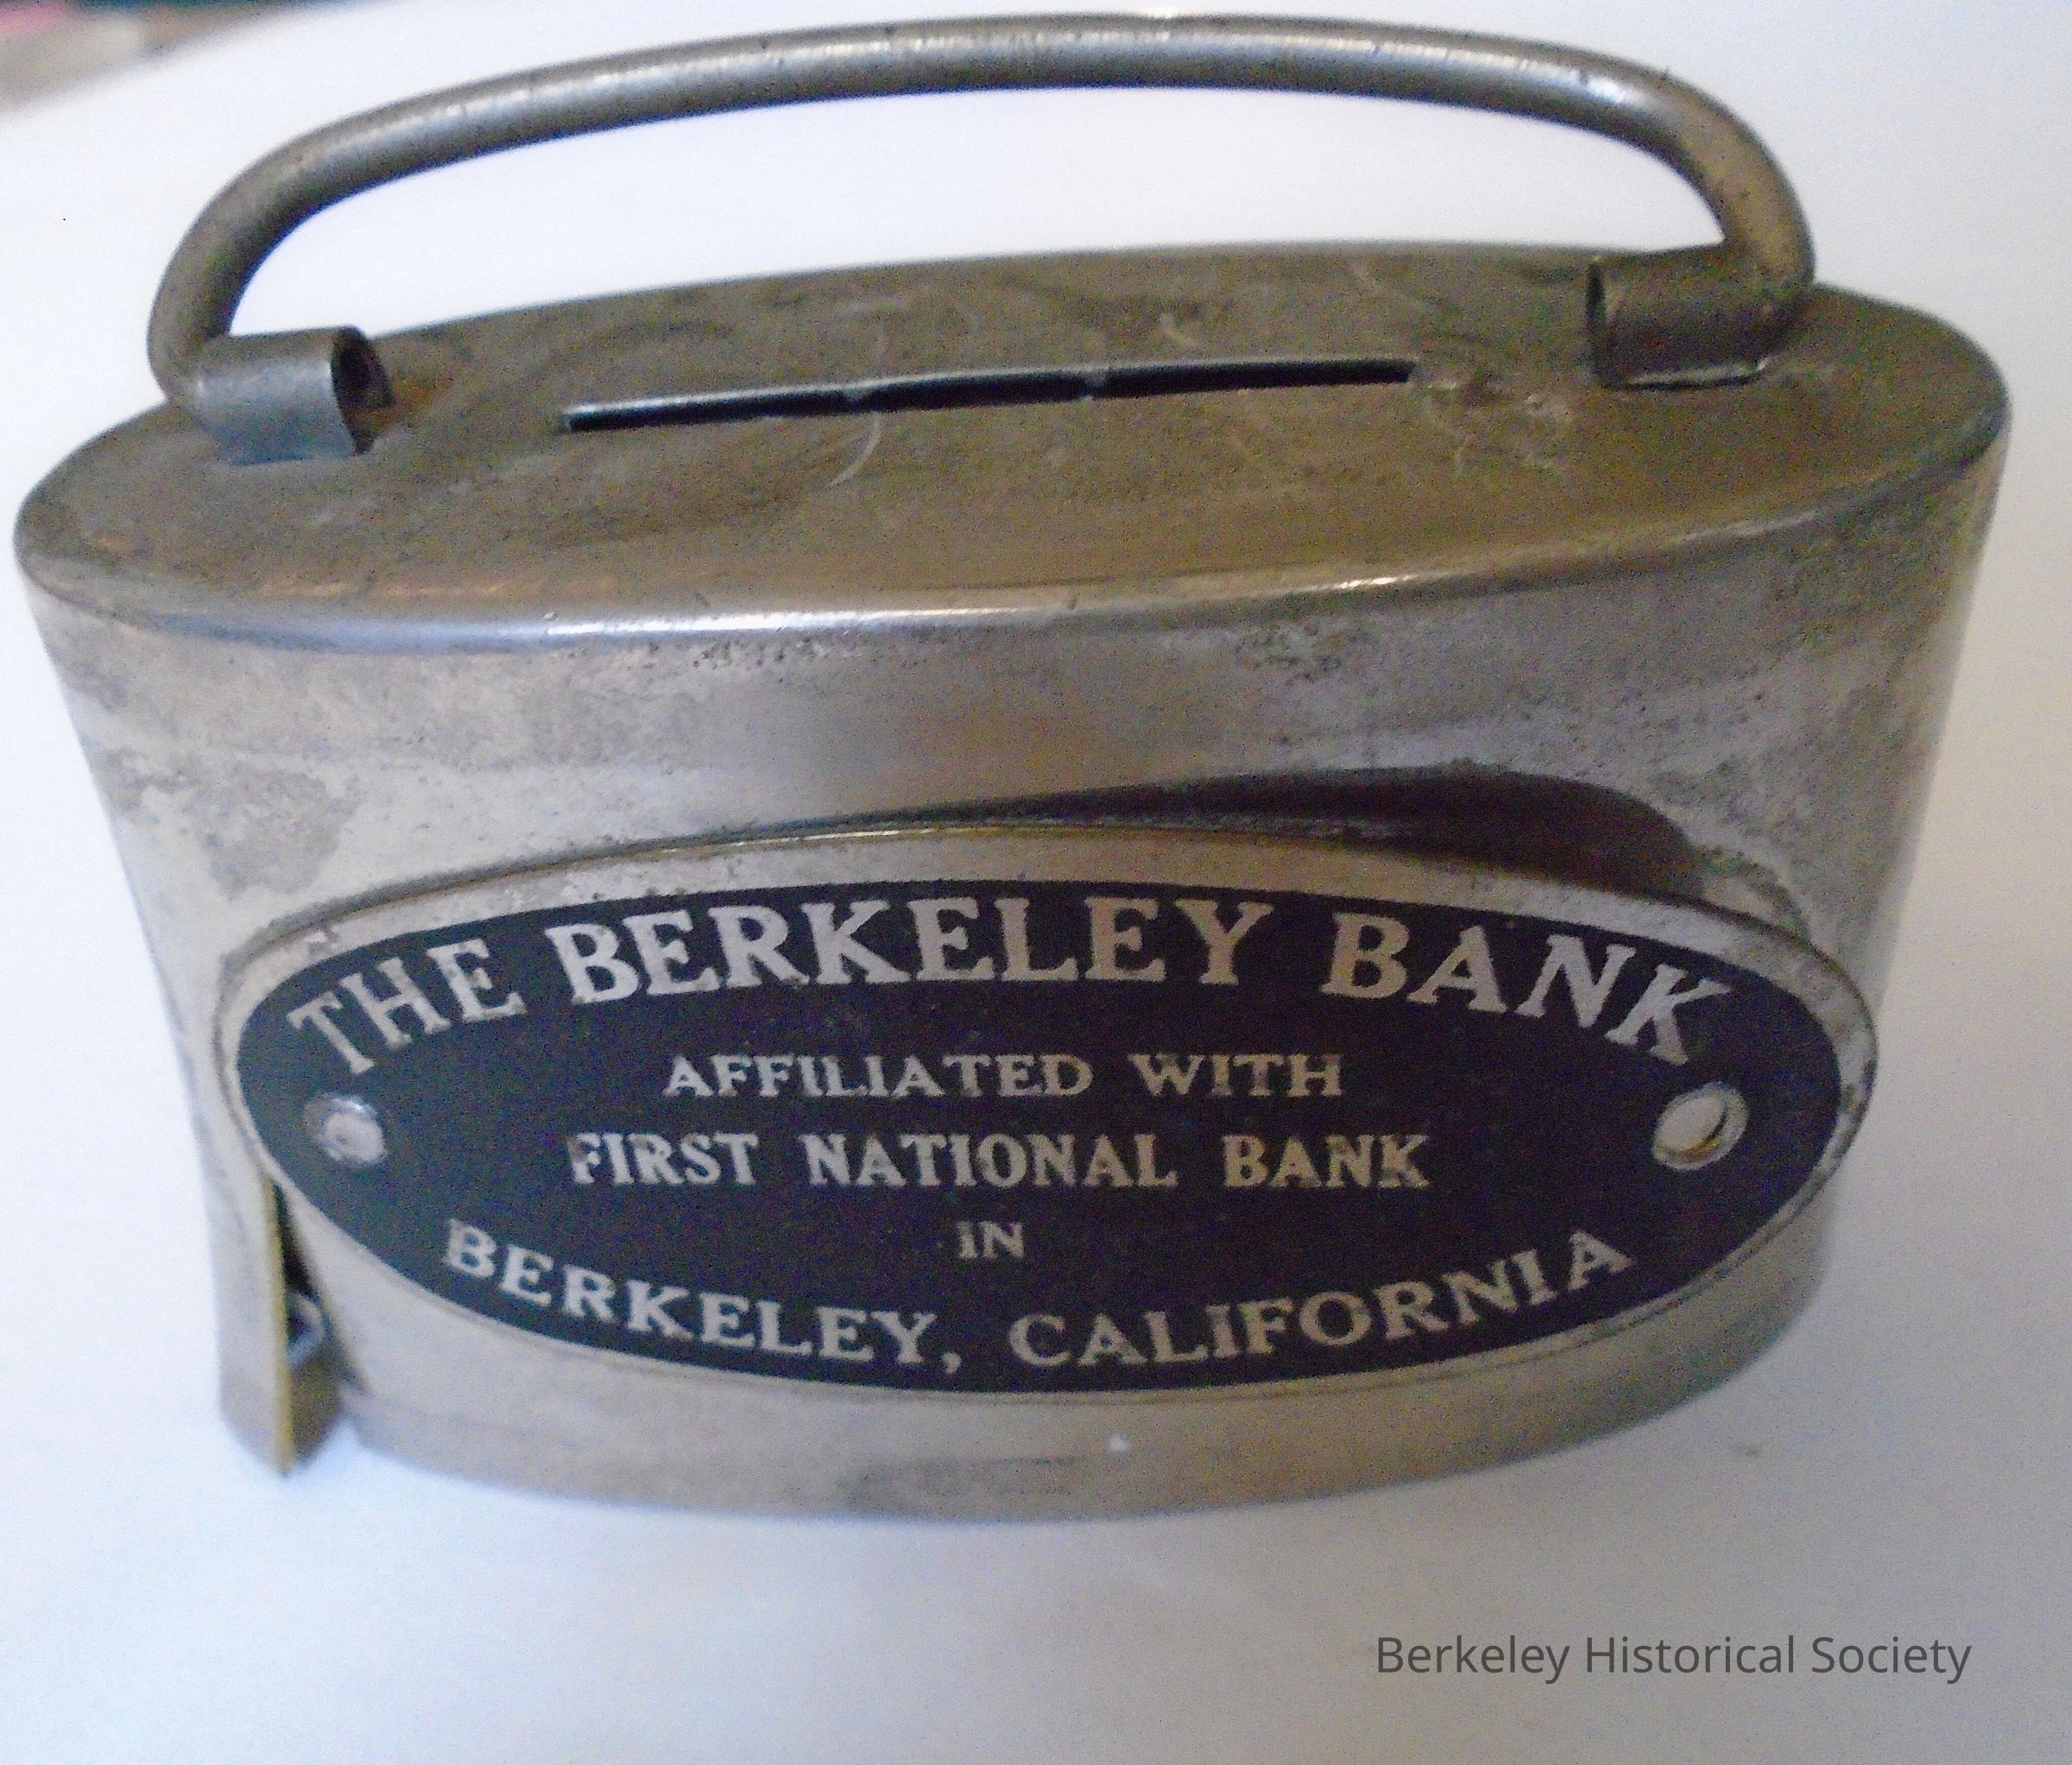 THE BERKELEY BANK
AFFILIATED WITH
FIRST NATIONAL BANK
IN
BERKELEY, CALIFORNIA
Berkeley Historical Society